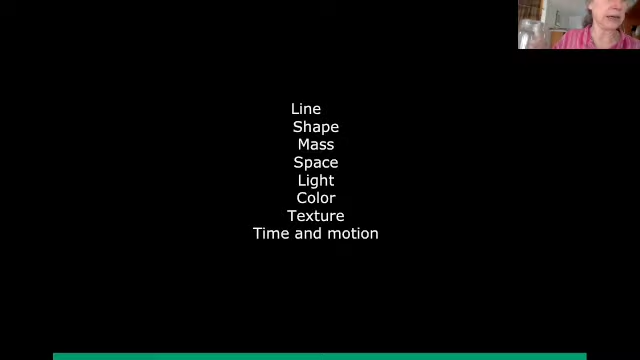 Line
Shape
Mass
Space
Light
Color
Texture
Time and motion